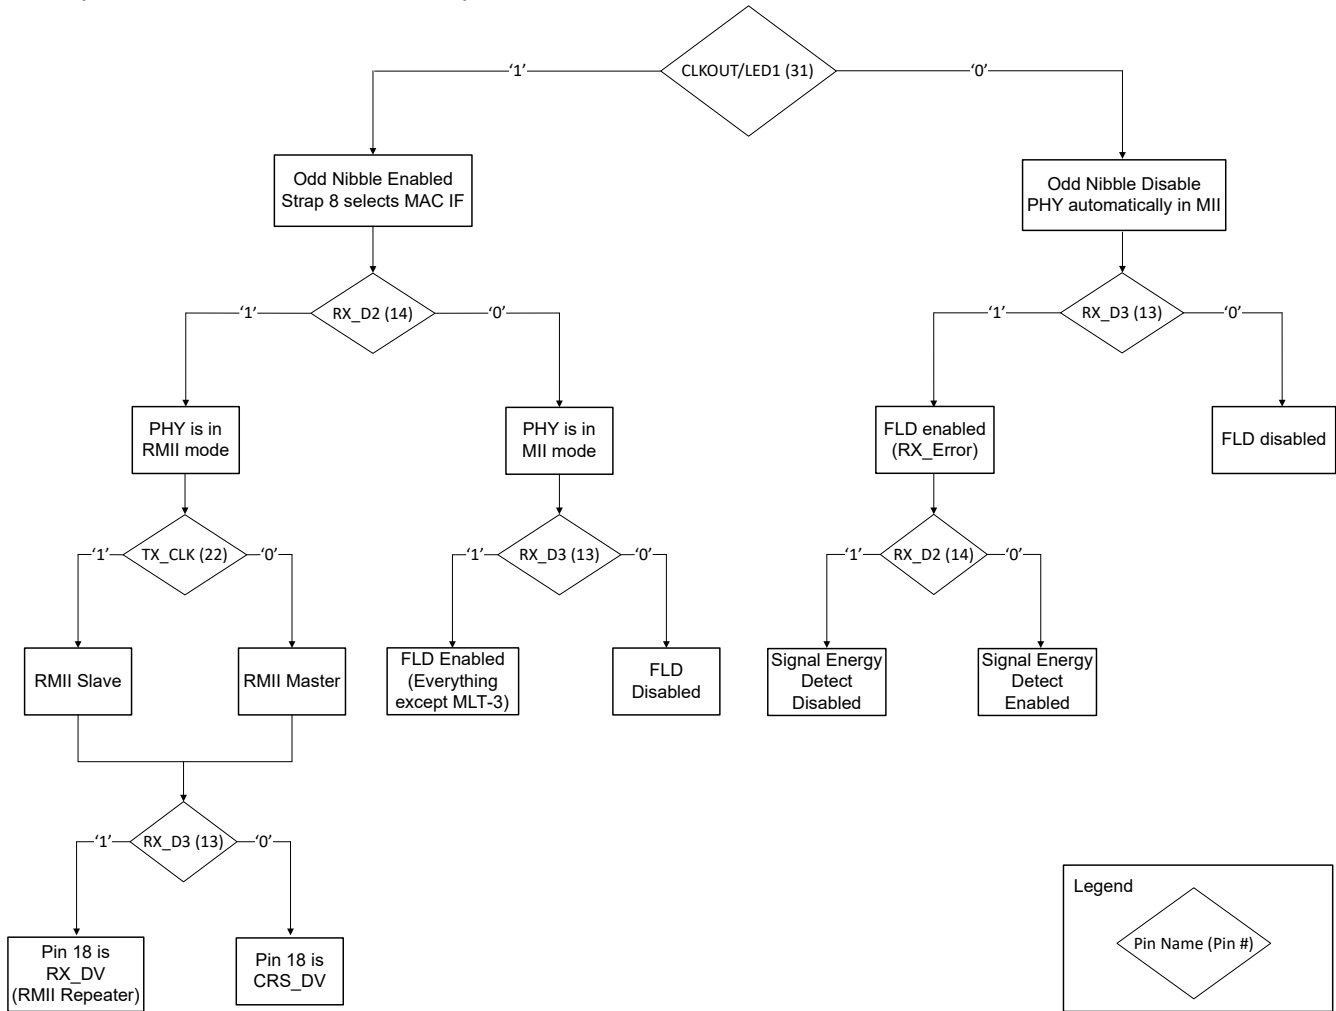 CLKOUT/LED1 (31)
‘1’
‘0’
Odd Nibble Enabled
Strap 8 selects MAC IF
Odd Nibble Disable
PHY automatically in MII
RX_D2 (14)
‘1’
‘0’
RX_D3 (13)
‘1’
‘0’
PHY is in
RMII mode
PHY is in
MII mode
FLD enabled
(RX_Error)
FLD disabled
TX_CLK (22)
‘1’
‘0’
RX_D3 (13)
‘1’
‘0’
RX_D2 (14)
‘1’
‘0’
RMII Slave
RMII Master
FLD Enabled
(Everything
except MLT-3)
FLD
Disabled
Signal Energy
Detect
Disabled
Signal Energy
Detect
Enabled
RX_D3 (13)
‘1’
‘0’
Pin 18 is
RX_DV
(RMII Repeater)
Pin 18 is
CRS_DV
Legend
Pin Name (Pin #)